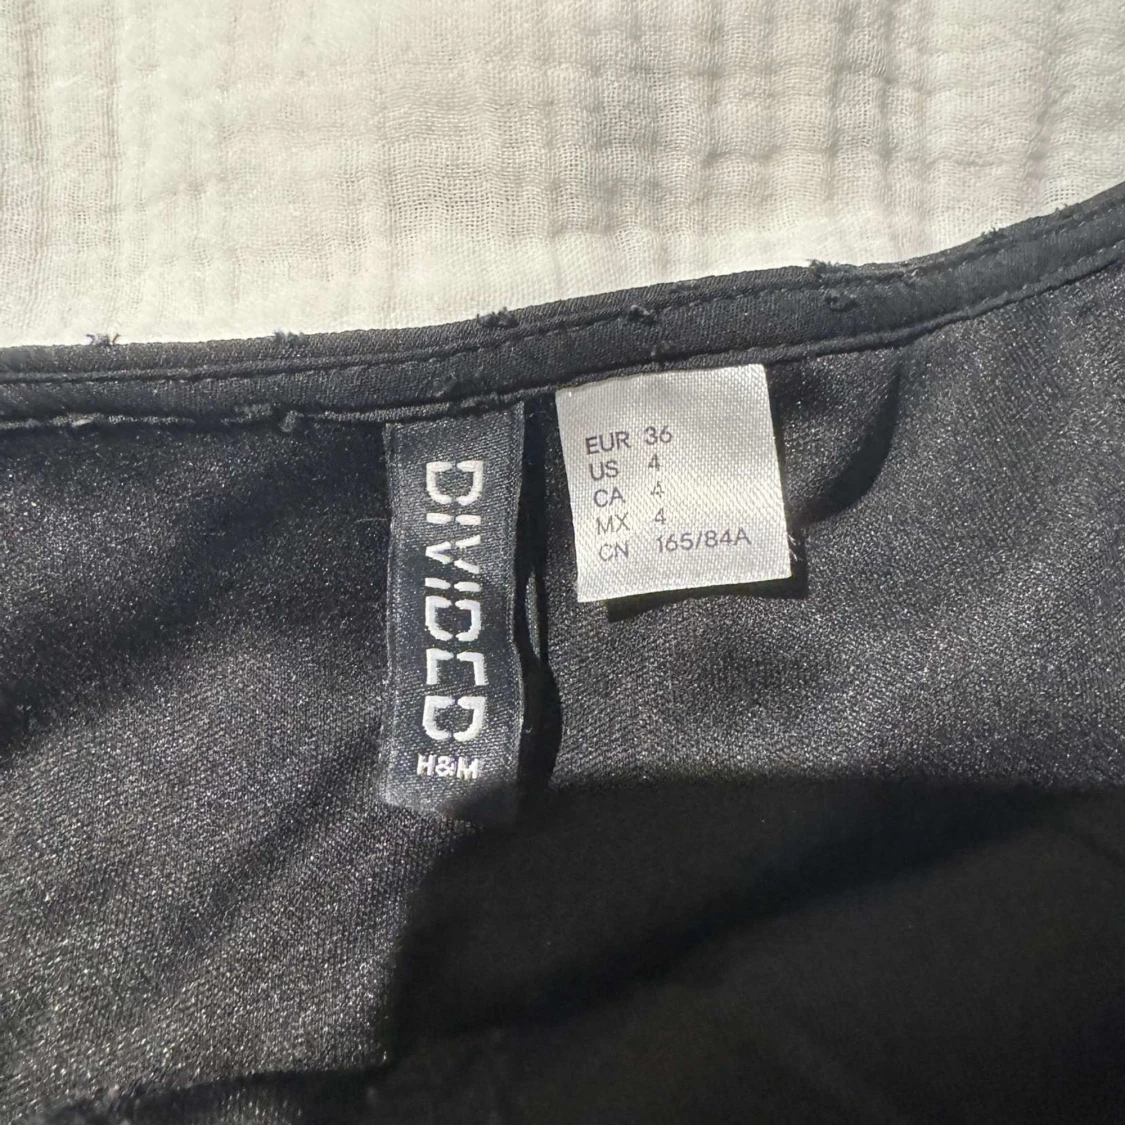 DIVIDED
H&M
EUR 36
US 4
CA 4
MX 4
CN 165/84A